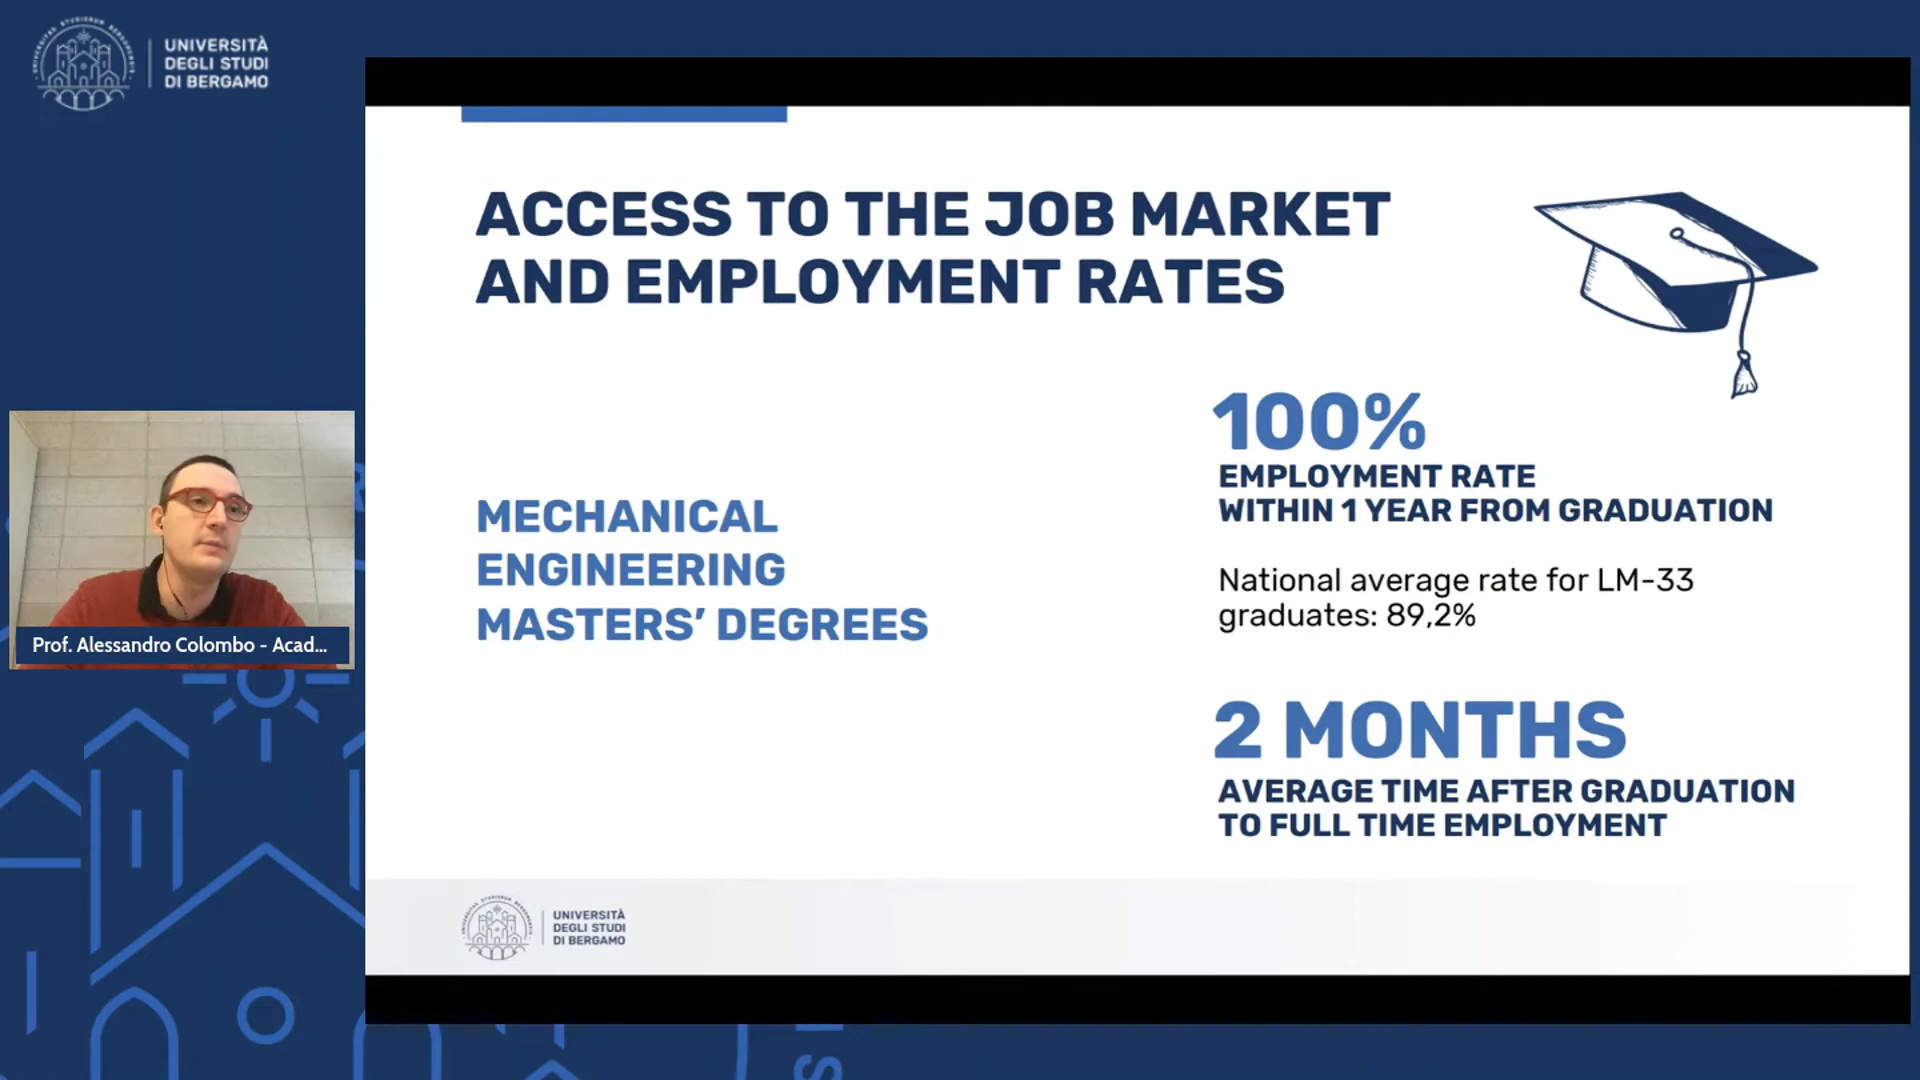 UNIVERSITÀ
DEGLI STUDI
DI BERGAMO
ACCESS TO THE JOB MARKET
AND EMPLOYMENT RATES
MECHANICAL
ENGINEERING
MASTERS’ DEGREES
100%
EMPLOYMENT RATE
WITHIN 1 YEAR FROM GRADUATION
National average rate for LM-33
graduates: 89,2%
2 MONTHS
AVERAGE TIME AFTER GRADUATION
TO FULL TIME EMPLOYMENT
Prof. Alessandro Colombo - Acad...
UNIVERSITÀ
DEGLI STUDI
DI BERGAMO